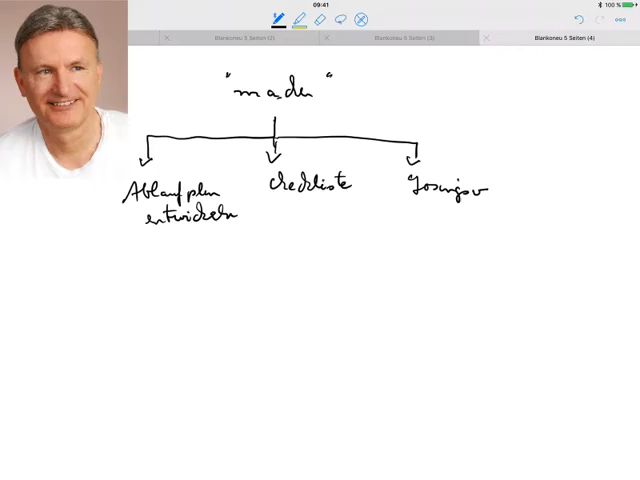 09:41
100 %
Blankoneu 5 Seiten (2)
Blankoneu 5 Seiten (3)
Blankoneu 5 Seiten (4)
"machen"
Ablaufplan
entwickeln
Checkliste